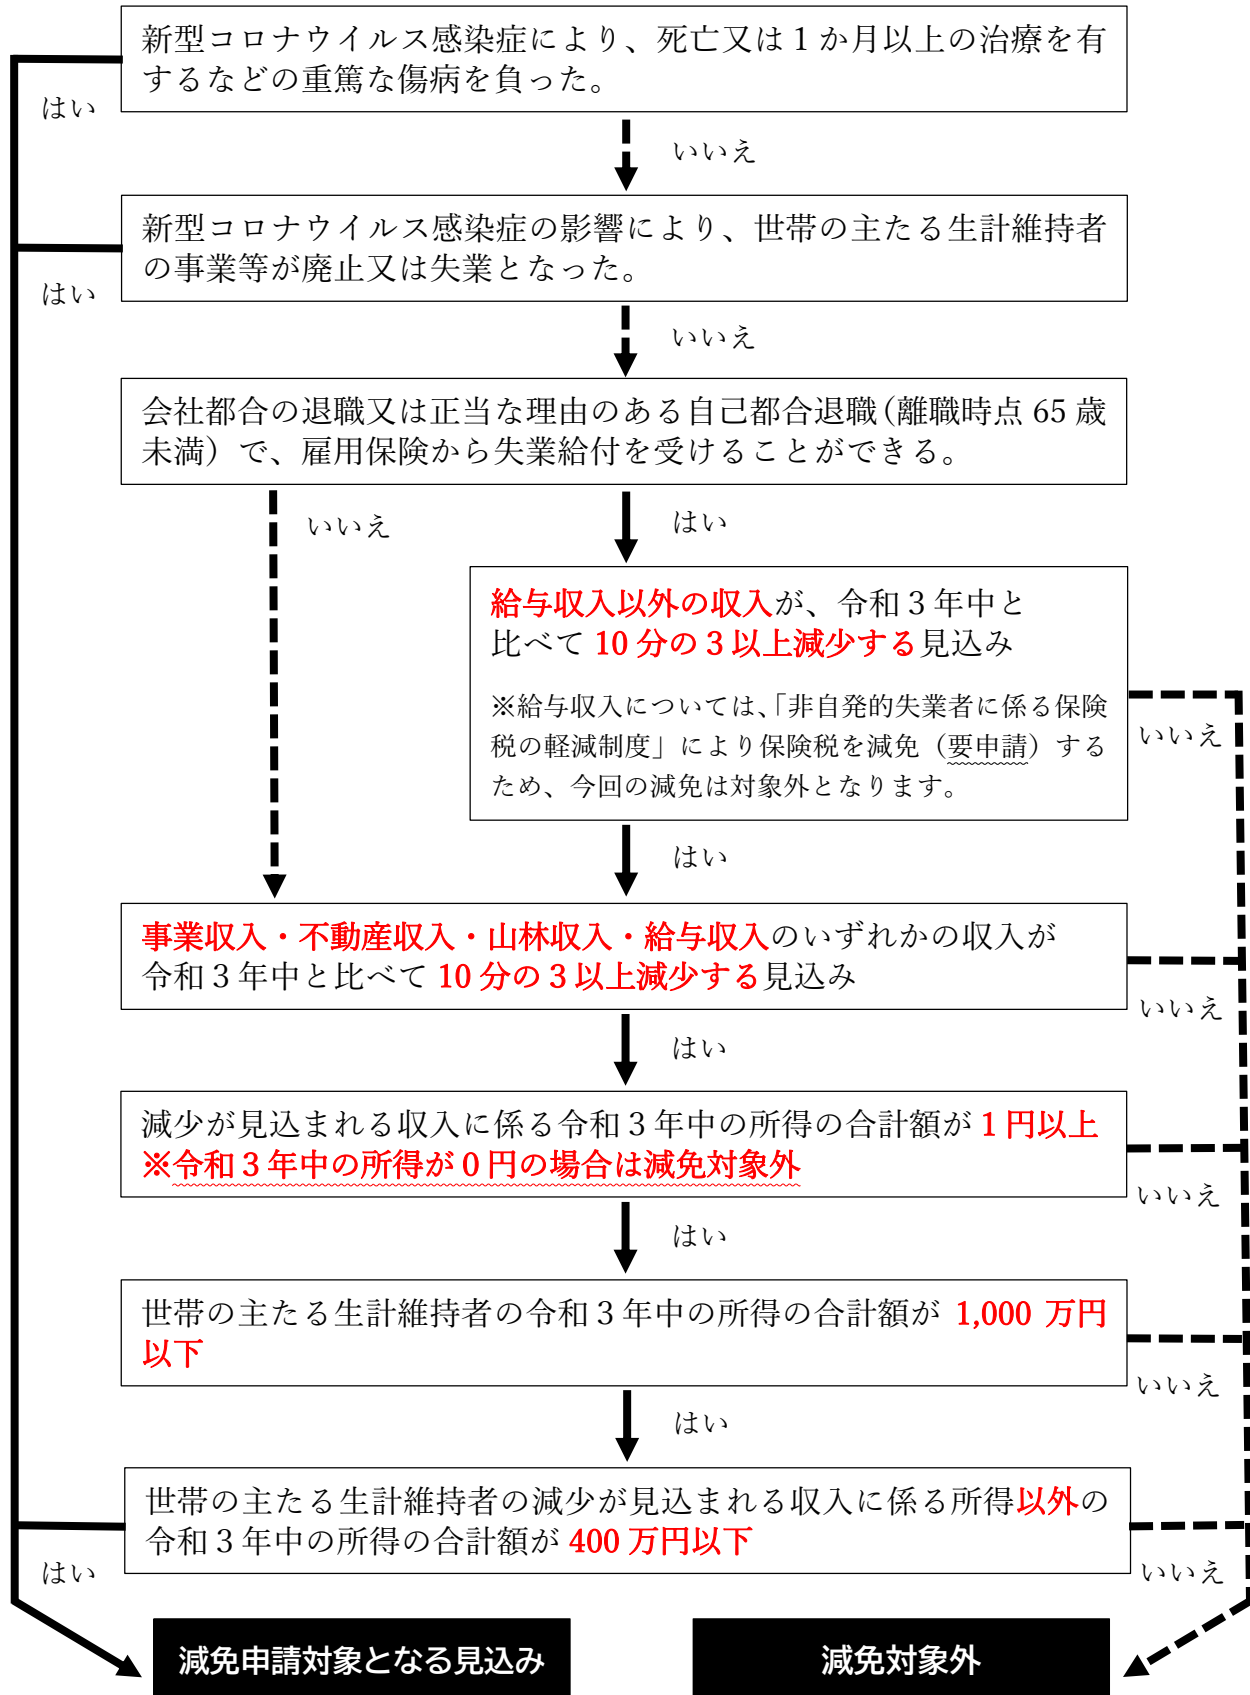 新型コロナウイルス感染症により、死亡又は1か月以上の治療を有
するなどの重篤な傷病を負った。
はい
いいえ
新型コロナウイルス感染症の影響により、世帯の主たる生計維持者
の事業等が廃止又は失業となった。
はい
いいえ
会社都合の退職又は正当な理由のある自己都合退職(離職時点 65 歳
未満）で、雇用保険から失業給付を受けることができる。
いいえ
はい
給与収入以外の収入が、令和３年中と
比べて 10 分の３以上減少する見込み
※給与収入については、「非自発的失業者に係る保険
税の軽減制度」により保険税を減免（要申請）する
ため、今回の減免は対象外となります。
いいえ
はい
事業収入・不動産収入・山林収入・給与収入のいずれかの収入が
令和３年中と比べて 10 分の３以上減少する見込み
いいえ
はい
減少が見込まれる収入に係る令和３年中の所得の合計額が１円以上
※令和３年中の所得が０円の場合は減免対象外
いいえ
はい
世帯の主たる生計維持者の令和３年中の所得の合計額が 1,000 万円
以下
いいえ
はい
世帯の主たる生計維持者の減少が見込まれる収入に係る所得以外の
令和３年中の所得の合計額が 400 万円以下
はい
いいえ
減免申請対象となる見込み
減免対象外